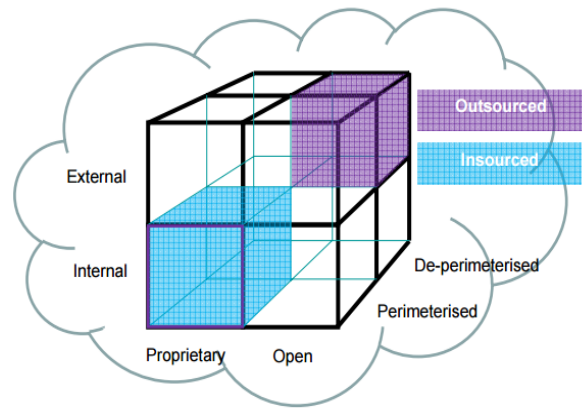 Outsourced
Insourced
External
Internal
De-perimeterised
Perimeterised
Proprietary
Open